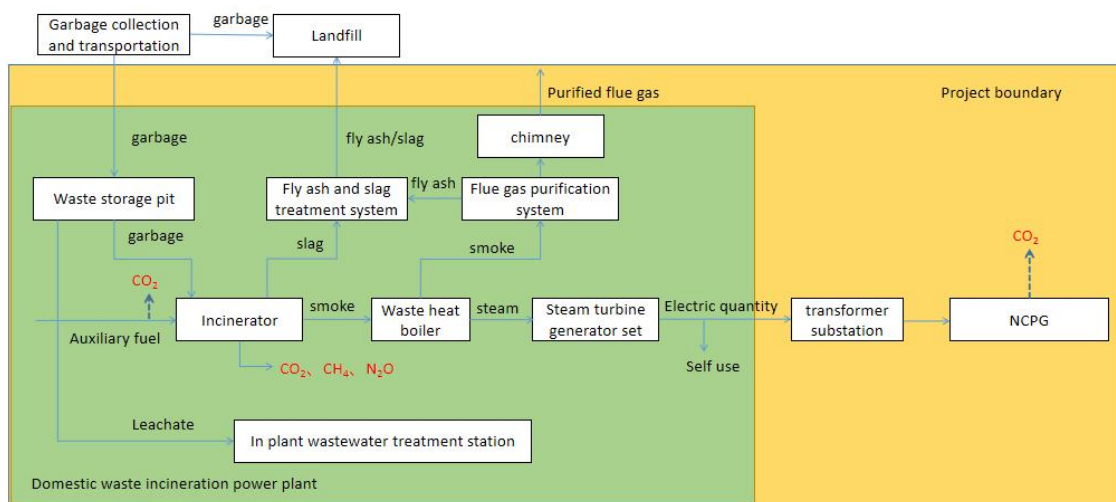 Garbage collection
and transportation
garbage
Landfill
Purified flue gas
Project boundary
garbage
fly ash/slag
chimney
Waste storage pit
Fly ash and slag
treatment system
fly ash
Flue gas purification
system
garbage
slag
smoke
CO₂
CO₂
Auxiliary fuel
Incinerator
smoke
Waste heat
boiler
steam
Steam turbine
generator set
Electric quantity
transformer
substation
NCPG
Self use
CO₂、CH₄、N₂O
Leachate
In plant wastewater treatment station
Domestic waste incineration power plant